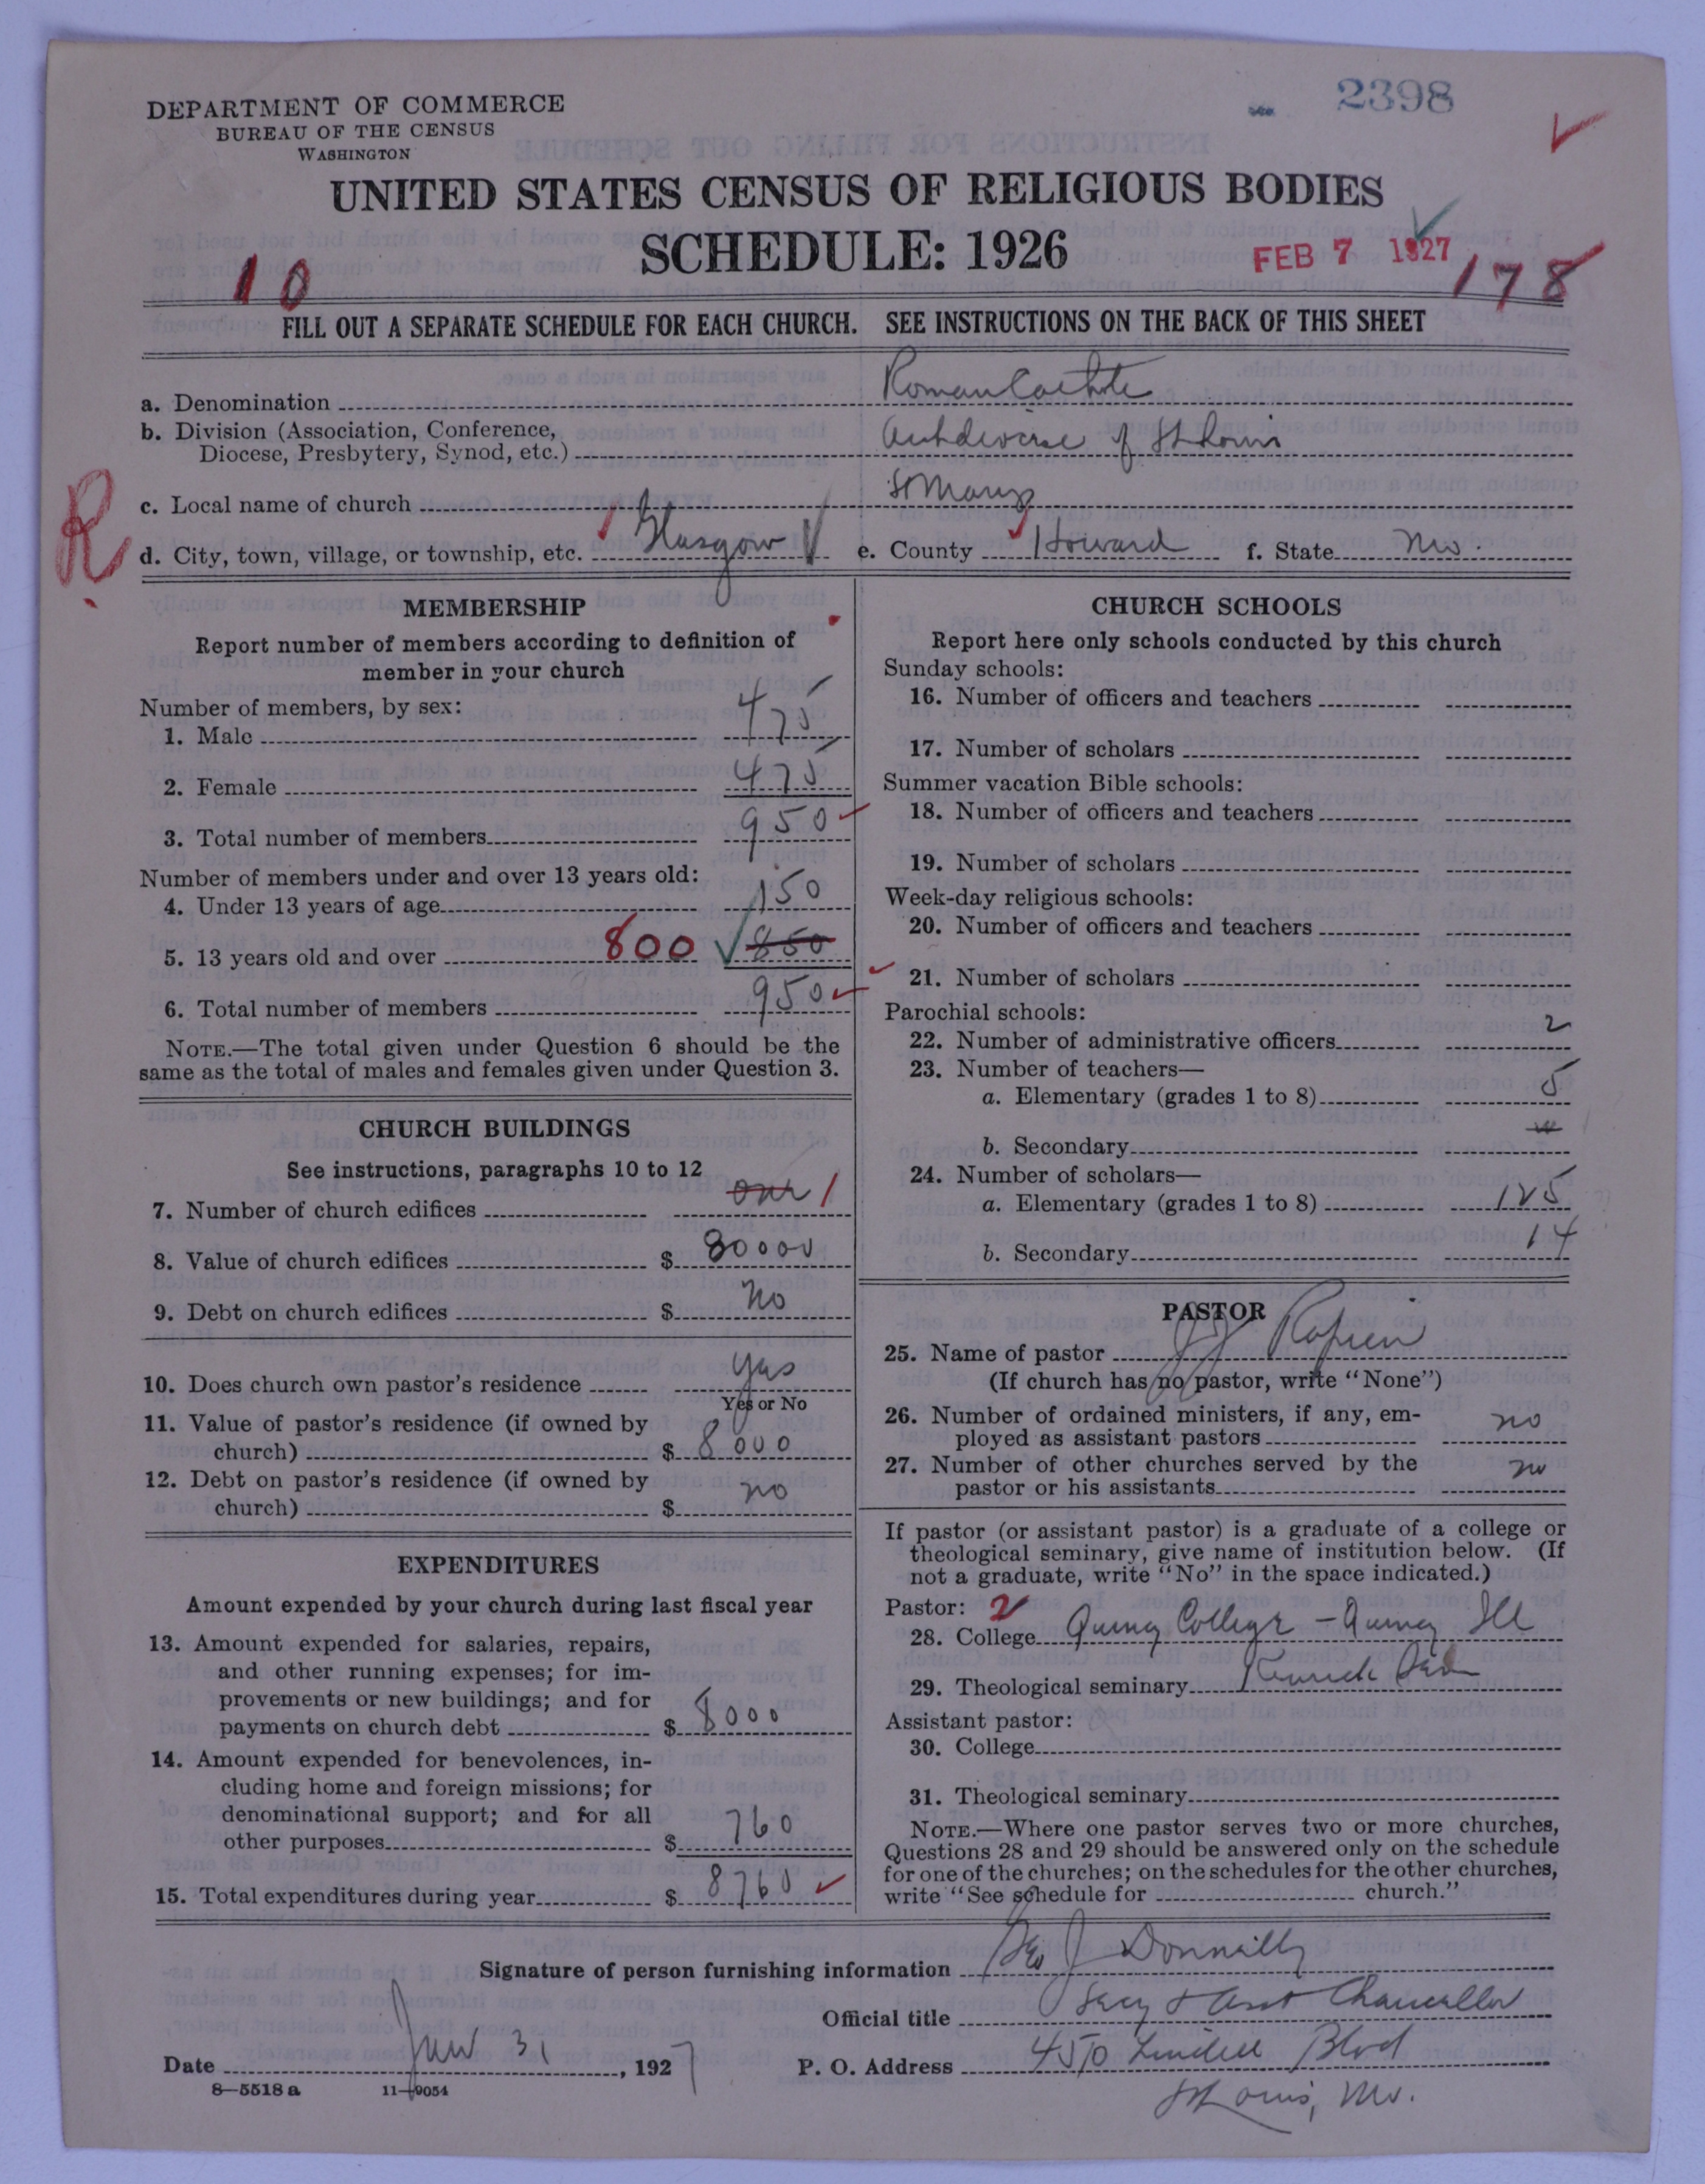 2398
DEPARTMENT OF COMMERCE
BUREAU OF THE CENSUS
WASHINGTON
UNITED STATES CENSUS OF RELIGIOUS BODIES
SCHEDULE: 1926
FEB 7 1927
10
178
FILL OUT A SEPARATE SCHEDULE FOR EACH CHURCH. SEE INSTRUCTIONS ON THE BACK OF THIS SHEET
a. Denomination Roman
b. Division (Association, Conference,
Diocese, Presbytery, Synod, etc.) Archdiocese of St Louis
c. Local name of church St Marys
R
d. City, town, village, or township, etc. Glasgow e. County Howard f. State Mo.
MEMBERSHIP
Report number of members according to definition of
member in your church
Number of members, by sex:
1. Male 475
2. Female 475
3. Total number of members 950
Number of members under and over 13 years old:
4. Under 13 years of age 150
5. 13 years old and over 800 850
6. Total number of members 950
NOTE.—The total given under Question 6 should be the
same as the total of males and females given under Question 3.
CHURCH BUILDINGS
See instructions, paragraphs 10 to 12
7. Number of church edifices one 1
8. Value of church edifices $ 80000
9. Debt on church edifices $ no
10. Does church own pastor's residence yes
Yes or No
11. Value of pastor's residence (if owned by
church) $ 8000
12. Debt on pastor's residence (if owned by
church) $ no
EXPENDITURES
Amount expended by your church during last fiscal year
13. Amount expended for salaries, repairs,
and other running expenses; for im-
provements or new buildings; and for
payments on church debt $ 8000
14. Amount expended for benevolences, in-
cluding home and foreign missions; for
denominational support; and for all
other purposes $ 760
15. Total expenditures during year $ 8760
CHURCH SCHOOLS
Report here only schools conducted by this church
Sunday schools:
16. Number of officers and teachers
17. Number of scholars
Summer vacation Bible schools:
18. Number of officers and teachers
19. Number of scholars
Week-day religious schools:
20. Number of officers and teachers
21. Number of scholars
Parochial schools:
22. Number of administrative officers 2
23. Number of teachers—
a. Elementary (grades 1 to 8) 5
b. Secondary
24. Number of scholars—
a. Elementary (grades 1 to 8) 125
b. Secondary 14
PASTOR
25. Name of pastor
(If church has no pastor, write "None")
26. Number of ordained ministers, if any, em-
ployed as assistant pastors no
27. Number of other churches served by the
pastor or his assistants no
If pastor (or assistant pastor) is a graduate of a college or
theological seminary, give name of institution below. (If
not a graduate, write "No" in the space indicated.)
Pastor: 2
28. College Quincy College - Quincy Ill
29. Theological seminary Kenrick Sem
Assistant pastor:
30. College
31. Theological seminary
NOTE.—Where one pastor serves two or more churches,
Questions 28 and 29 should be answered only on the schedule
for one of the churches; on the schedules for the other churches,
write "See schedule for church."
Signature of person furnishing information Geo J Donnelly
Official title Secy & Asst Chancellor
Date Jan 31, 1927 P. O. Address 4510 Lindell Blvd
St Louis, Mo.
8—5518 a 11—9054